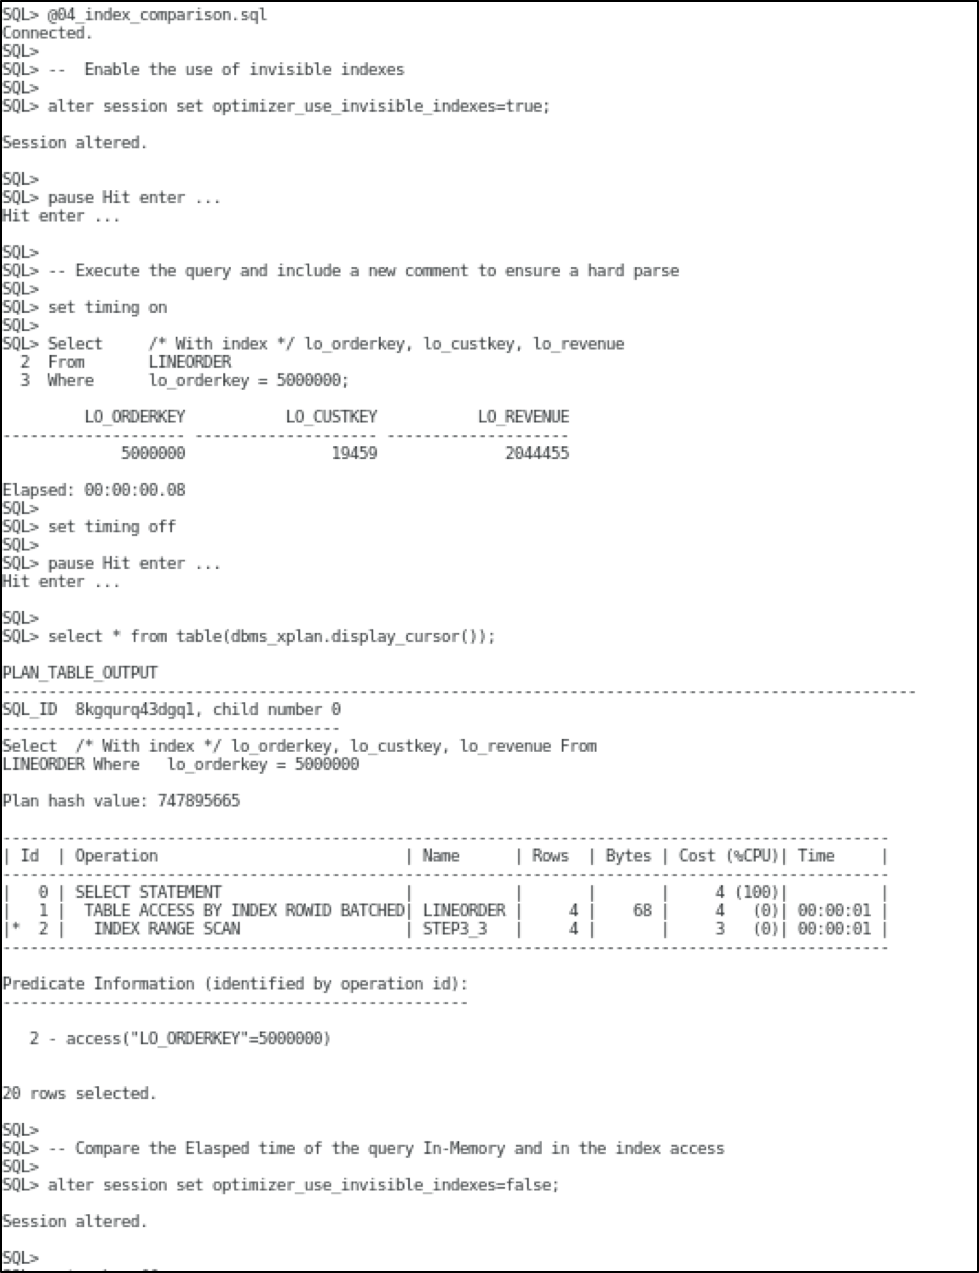 SQL> @04_index_comparison.sql
Connected.
SQL>
SQL> --  Enable the use of invisible indexes
SQL>
SQL> alter session set optimizer_use_invisible_indexes=true;
Session altered.
SQL>
SQL> pause Hit enter ...
Hit enter ...
SQL>
SQL> -- Execute the query and include a new comment to ensure a hard parse
SQL>
SQL> set timing on
SQL>
SQL> Select     /* With index */ lo_orderkey, lo_custkey, lo_revenue
  2  From       LINEORDER
  3  Where      lo_orderkey = 5000000;
         LO_ORDERKEY           LO_CUSTKEY           LO_REVENUE
-------------------- -------------------- --------------------
             5000000                19459              2044455
Elapsed: 00:00:00.08
SQL>
SQL> set timing off
SQL>
SQL> pause Hit enter ...
Hit enter ...
SQL>
SQL> select * from table(dbms_xplan.display_cursor());
PLAN_TABLE_OUTPUT
----------------------------------------------------------------------------------------------------
SQL_ID  8kgqurq43dgq1, child number 0
-------------------------------------
Select  /* With index */ lo_orderkey, lo_custkey, lo_revenue From
LINEORDER Where   lo_orderkey = 5000000
Plan hash value: 747895665
-------------------------------------------------------------------------------------------------
| Id  | Operation                           | Name      | Rows  | Bytes | Cost (%CPU)| Time     |
-------------------------------------------------------------------------------------------------
|   0 | SELECT STATEMENT                    |           |       |       |     4 (100)|          |
|   1 |  TABLE ACCESS BY INDEX ROWID BATCHED| LINEORDER |     4 |    68 |     4   (0)| 00:00:01 |
|*  2 |   INDEX RANGE SCAN                  | STEP3_3   |     4 |       |     3   (0)| 00:00:01 |
-------------------------------------------------------------------------------------------------
Predicate Information (identified by operation id):
---------------------------------------------------
   2 - access("LO_ORDERKEY"=5000000)
20 rows selected.
SQL>
SQL> -- Compare the Elasped time of the query In-Memory and in the index access
SQL>
SQL> alter session set optimizer_use_invisible_indexes=false;
Session altered.
SQL>